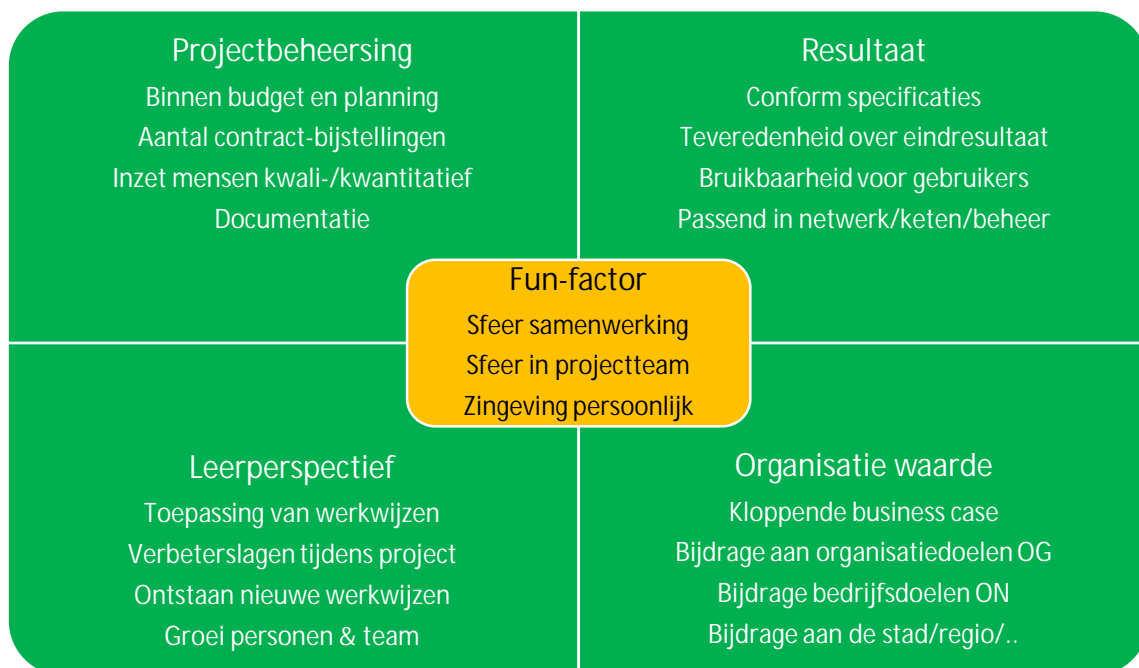 Projectbeheersing
Binnen budget en planning
Aantal contract-bijstellingen
Inzet mensen kwali-/kwantitatief
Documentatie
Resultaat
Conform specificaties
Teveredenheid over eindresultaat
Bruikbaarheid voor gebruikers
Passend in netwerk/keten/beheer
Fun-factor
Sfeer samenwerking
Sfeer in projectteam
Zingeving persoonlijk
Leerperspectief
Toepassing van werkwijzen
Verbeterslagen tijdens project
Ontstaan nieuwe werkwijzen
Groei personen & team
Organisatie waarde
Kloppende business case
Bijdrage aan organisatiedoelen OG
Bijdrage bedrijfsdoelen ON
Bijdrage aan de stad/regio/..